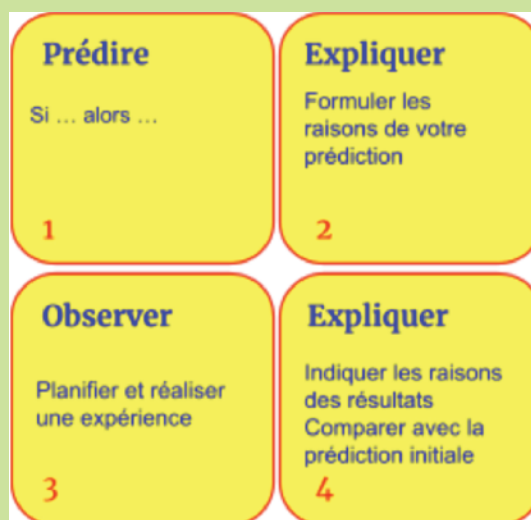 Prédire
Si … alors …
1
Expliquer
Formuler les
raisons de votre
prédiction
2
Observer
Planifier et réaliser
une expérience
3
Expliquer
Indiquer les raisons
des résultats
Comparer avec la
prédiction initiale
4